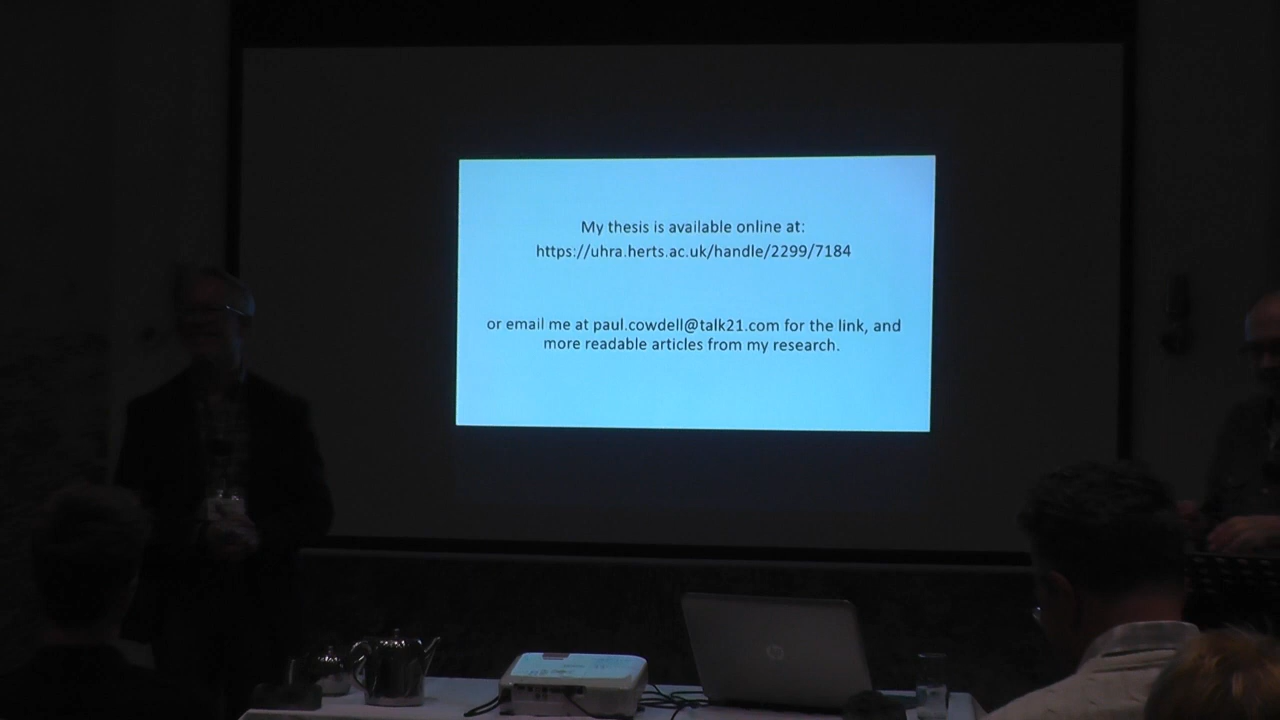 My thesis is available online at:
https://uhra.herts.ac.uk/handle/2299/7184
or email me at paul.cowdell@talk21.com for the link, and
more readable articles from my research.
hp